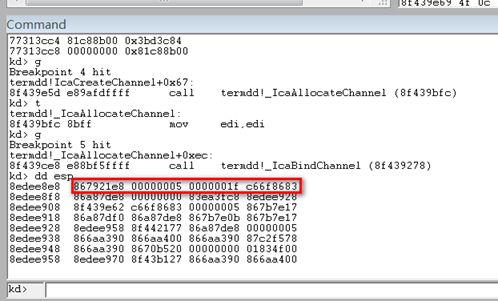 8f439e69 4f 0c
Command
77313cc4 81c88b00 0x3bd3c84
77313cc8 00000000 0x81c88b00
kd> g
Breakpoint 4 hit
termdd!IcaCreateChannel+0x67:
8f439e5d e89afdffff call termdd!_IcaAllocateChannel (8f439bfc)
kd> t
termdd!_IcaAllocateChannel:
8f439bfc 8bff mov edi,edi
kd> g
Breakpoint 5 hit
termdd!_IcaAllocateChannel+0xec:
8f439ce8 e88bf5ffff call termdd!_IcaBindChannel (8f439278)
kd> dd esp
8edee8e8 867921e8 00000005 0000001f c66f8683
8edee8f8 86a87de8 00000000 83ea3fc8 8edee928
8edee908 8f439e62 c66f8683 00000005 867b7e17
8edee918 86a87df0 86a87de8 867b7e0b 867b7e17
8edee928 8edee958 8f442177 86a87de8 00000005
8edee938 866aa390 866aa400 866aa390 87c2f578
8edee948 866aa390 8670b520 00000000 01834f00
8edee958 8edee970 8f43b127 866aa390 866aa400
kd>